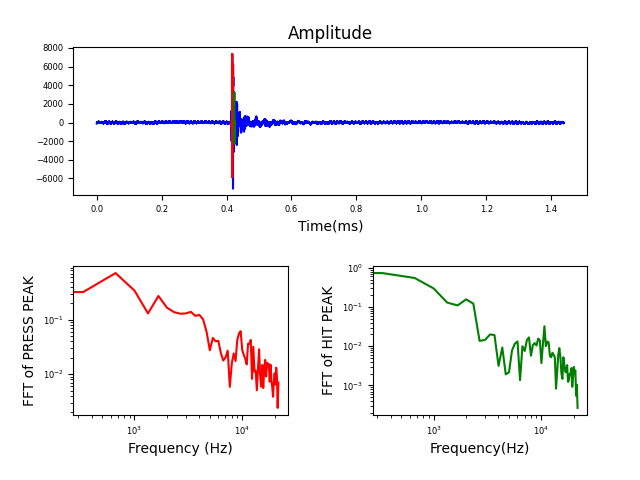 Amplitude
8000
6000
4000
2000
0
−2000
−4000
−6000
0.0 0.2 0.4 0.6 0.8 1.0 1.2 1.4
Time(ms)
FFT of PRESS PEAK
10⁻¹
10⁻²
10³ 10⁴
Frequency (Hz)
FFT of HIT PEAK
10⁰
10⁻¹
10⁻²
10⁻³
10³ 10⁴
Frequency(Hz)